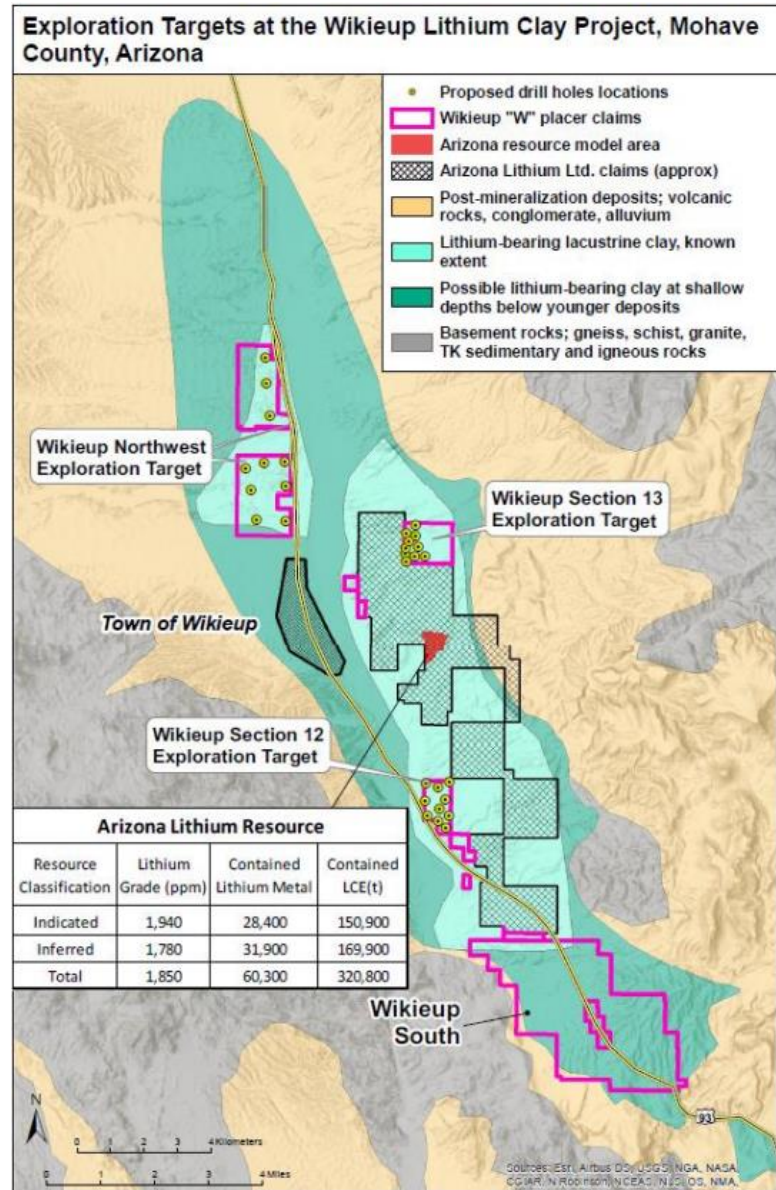 Exploration Targets at the Wikieup Lithium Clay Project, Mohave
County, Arizona
Proposed drill holes locations
Wikieup "W" placer claims
Arizona resource model area
Arizona Lithium Ltd. claims (approx)
Post-mineralization deposits; volcanic
rocks, conglomerate, alluvium
Lithium-bearing lacustrine clay, known
extent
Possible lithium-bearing clay at shallow
depths below younger deposits
Basement rocks; gneiss, schist, granite,
TK sedimentary and igneous rocks
Wikieup Northwest
Exploration Target
Wikieup Section 13
Exploration Target
Town of Wikieup
Wikieup Section 12
Exploration Target
Arizona Lithium Resource
Resource Classification Lithium Grade (ppm) Contained Lithium Metal Contained LCE(t)
Indicated 1,940 28,400 150,900
Inferred 1,780 31,900 169,900
Total 1,850 60,300 320,800
Wikieup
South
93
N
0 1 2 4 Kilometers
0 1 2 3 4 Miles
Sources: Esri, Airbus DS, USGS, NGA, NASA,
CGIAR, N Robinson, NCEAS, NLS, OS, NMA,